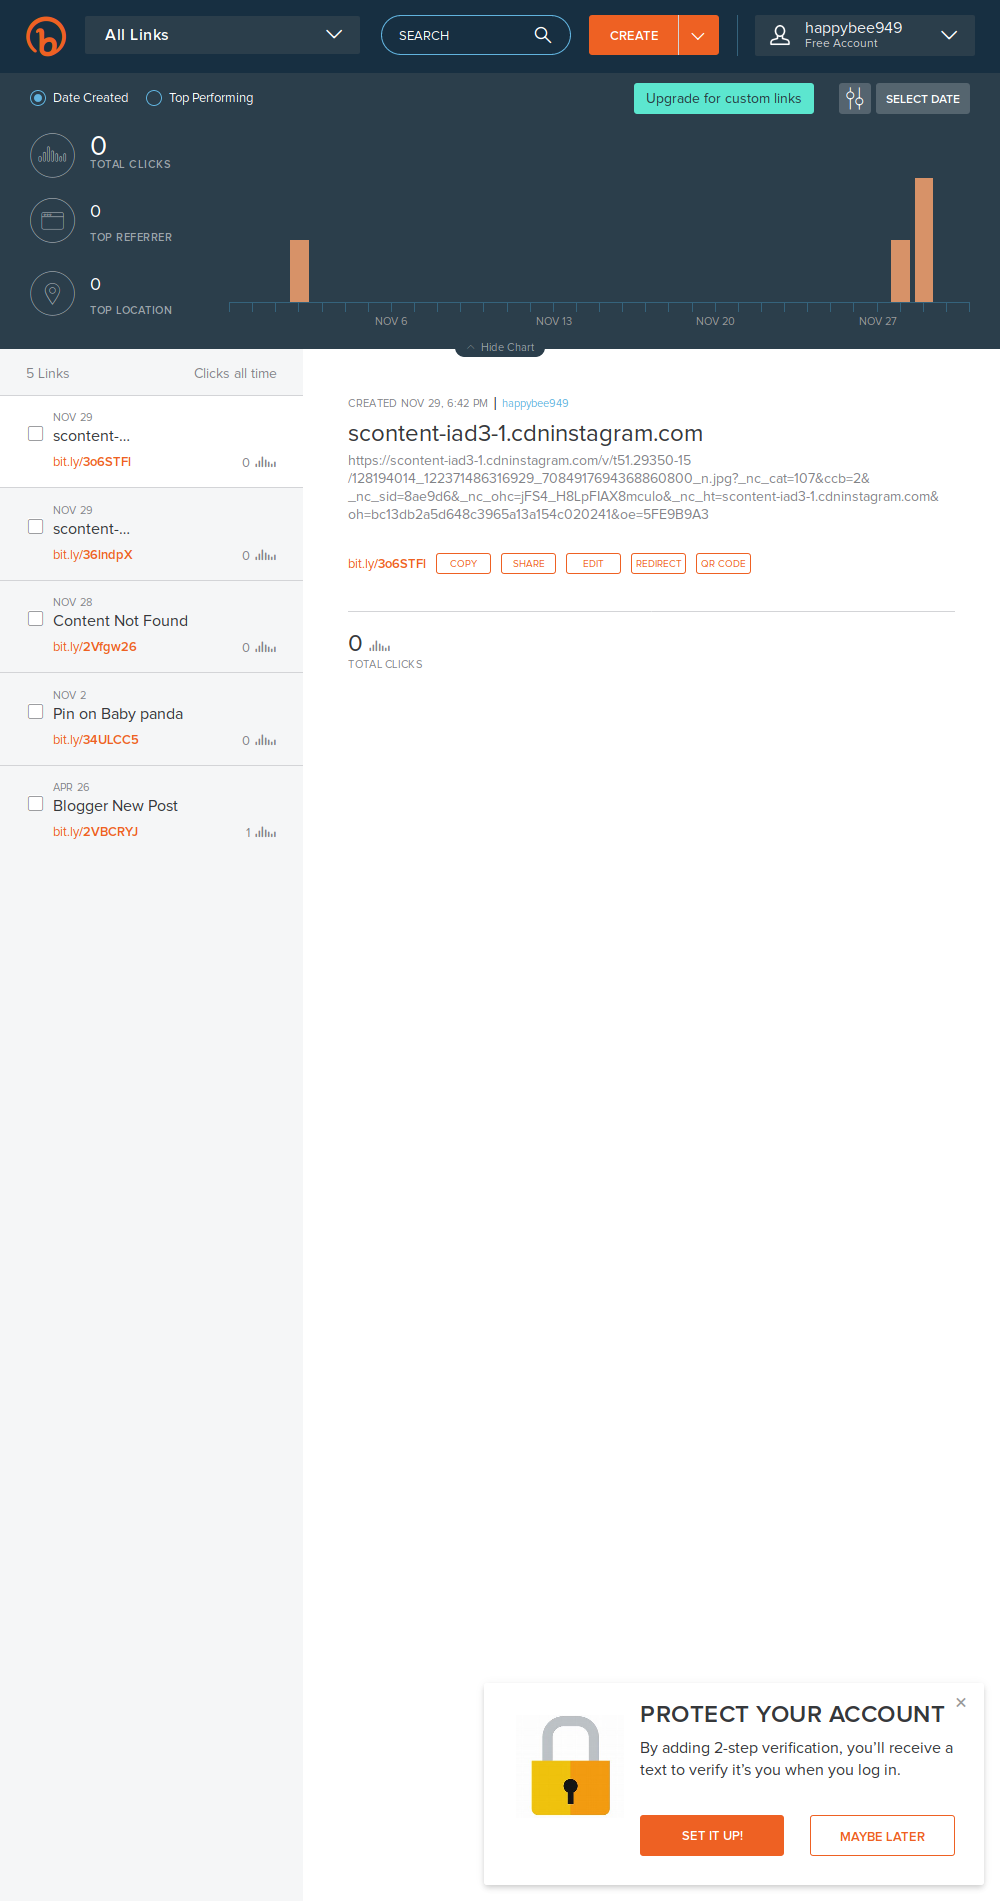 All Links
SEARCH
CREATE
happybee949
Free Account
Date Created
Top Performing
Upgrade for custom links
SELECT DATE
0
TOTAL CLICKS
0
TOP REFERRER
0
TOP LOCATION
NOV 6
NOV 13
NOV 20
NOV 27
Hide Chart
5 Links
Clicks all time
NOV 29
scontent-...
bit.ly/3o6STFl
0
NOV 29
scontent-...
bit.ly/36lndpX
0
NOV 28
Content Not Found
bit.ly/2Vfgw26
0
NOV 2
Pin on Baby panda
bit.ly/34ULCC5
0
APR 26
Blogger New Post
bit.ly/2VBCRYJ
1
CREATED NOV 29, 6:42 PM | happybee949
scontent-iad3-1.cdninstagram.com
https://scontent-iad3-1.cdninstagram.com/v/t51.29350-15
/128194014_122371486316929_7084917694368860800_n.jpg?_nc_cat=107&ccb=2&
_nc_sid=8ae9d6&_nc_ohc=jFS4_H8LpFIAX8mculo&_nc_ht=scontent-iad3-1.cdninstagram.com&
oh=bc13db2a5d648c3965a13a154c020241&oe=5FE9B9A3
bit.ly/3o6STFl
COPY
SHARE
EDIT
REDIRECT
QR CODE
0
TOTAL CLICKS
PROTECT YOUR ACCOUNT
By adding 2-step verification, you'll receive a
text to verify it's you when you log in.
SET IT UP!
MAYBE LATER